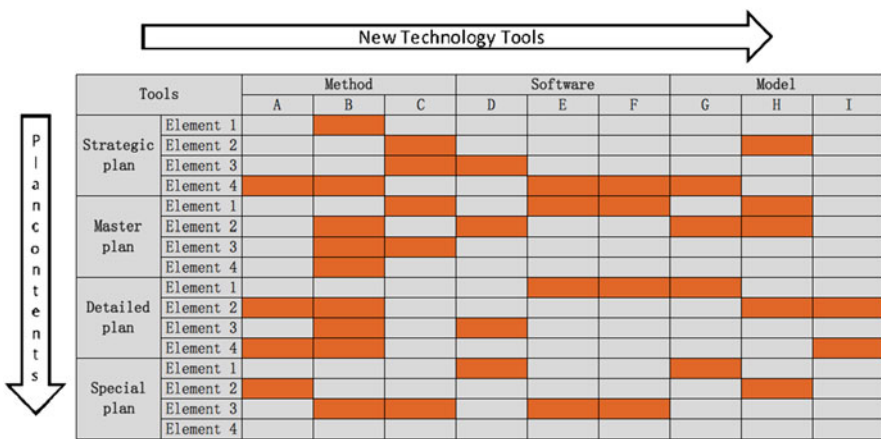 New Technology Tools
Tools Method Software Model
A B C D E F G H I
Plan contents
Strategic plan
Element 1
Element 2
Element 3
Element 4
Master plan
Element 1
Element 2
Element 3
Element 4
Detailed plan
Element 1
Element 2
Element 3
Element 4
Special plan
Element 1
Element 2
Element 3
Element 4